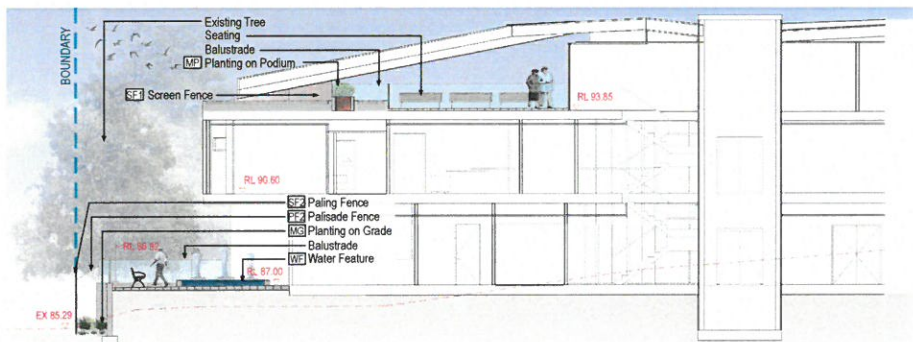 BOUNDARY
Existing Tree
Seating
Balustrade
MP Planting on Podium
SF1 Screen Fence
RL 93.85
RL 90.60
SF2 Paling Fence
PF2 Palisade Fence
MG Planting on Grade
Balustrade
WF Water Feature
RL 87.00
EX 85.29